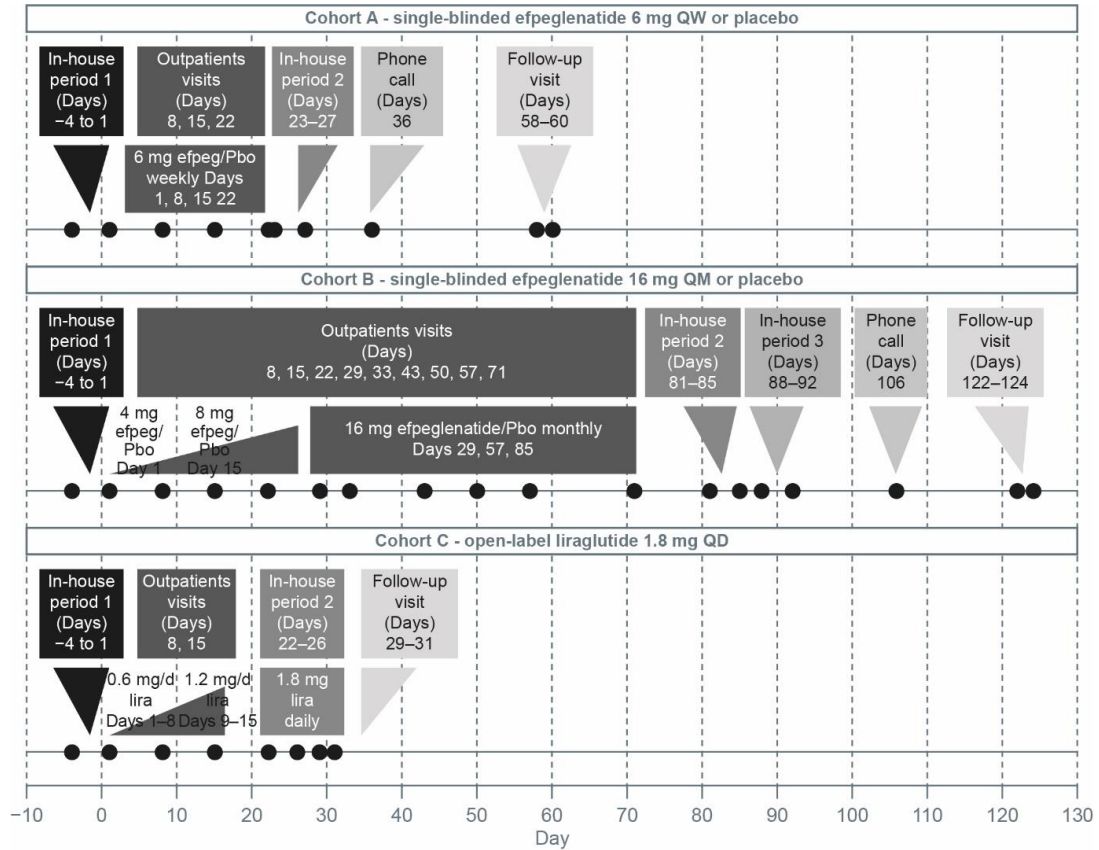 Cohort A - single-blinded efpeglenatide 6 mg QW or placebo
In-house
period 1
(Days)
−4 to 1
Outpatients
visits
(Days)
8, 15, 22
In-house
period 2
(Days)
23–27
Phone
call
(Days)
36
Follow-up
visit
(Days)
58–60
6 mg efpeg/Pbo
weekly Days
1, 8, 15 22
Cohort B - single-blinded efpeglenatide 16 mg QM or placebo
In-house
period 1
(Days)
−4 to 1
Outpatients visits
(Days)
8, 15, 22, 29, 33, 43, 50, 57, 71
In-house
period 2
(Days)
81–85
In-house
period 3
(Days)
88–92
Phone
call
(Days)
106
Follow-up
visit
(Days)
122–124
4 mg
efpeg/
Pbo
Day 1
8 mg
efpeg/
Pbo
Day 15
16 mg efpeglenatide/Pbo monthly
Days 29, 57, 85
Cohort C - open-label liraglutide 1.8 mg QD
In-house
period 1
(Days)
−4 to 1
Outpatients
visits
(Days)
8, 15
In-house
period 2
(Days)
22–26
Follow-up
visit
(Days)
29–31
0.6 mg/d
lira
Days 1–8
1.2 mg/d
lira
Days 9–15
1.8 mg
lira
daily
−10 0 10 20 30 40 50 60 70 80 90 100 110 120 130
Day